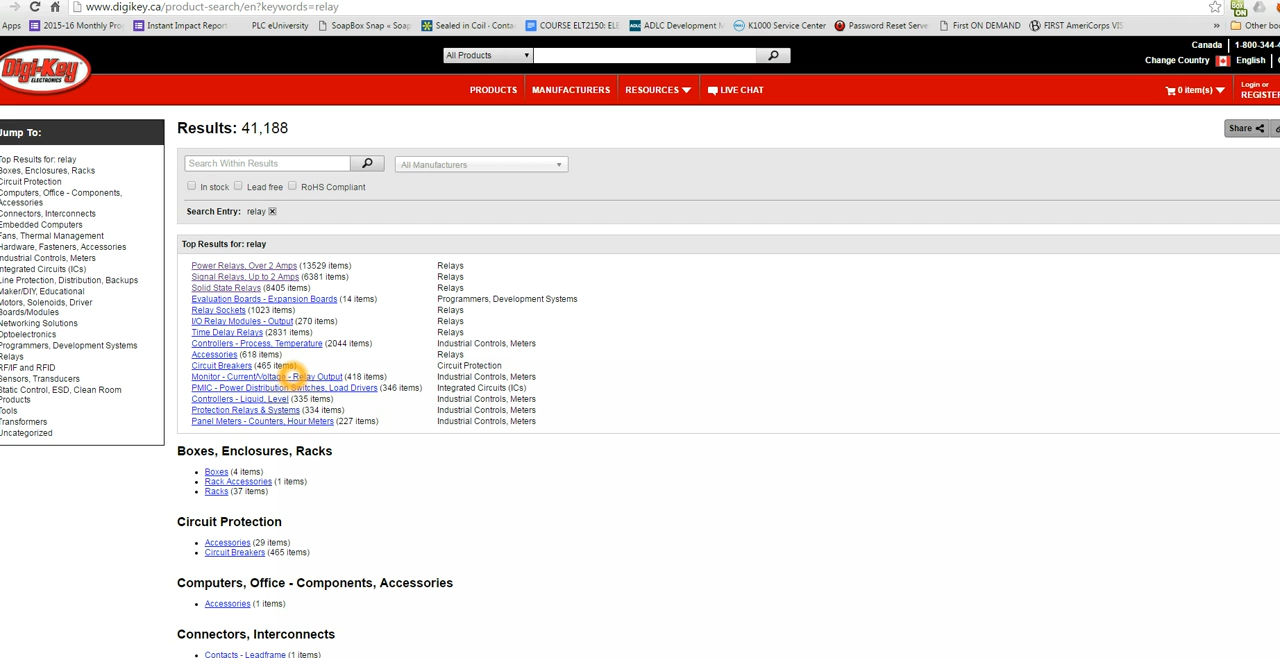 www.digikey.ca/product-search/en?keywords=relay
Apps 2015-16 Monthly Pro Instant Impact Report PLC eUniversity SoapBox Snap « Soap Sealed in Coil - Conta COURSE ELT2150: ELE ADLC Development M K1000 Service Center Password Reset Serve First ON DEMAND FIRST AmeriCorps VIS » Other boo
Canada 1-800-344-4
All Products
Change Country English
Digi-Key
ELECTRONICS
PRODUCTS MANUFACTURERS RESOURCES LIVE CHAT 0 item(s) Login or
REGISTER
Jump To:
Results: 41,188
Share
Search Within Results All Manufacturers
In stock Lead free RoHS Compliant
Search Entry: relay
Top Results for: relay
Boxes, Enclosures, Racks
Circuit Protection
Computers, Office - Components,
Accessories
Connectors, Interconnects
Embedded Computers
Fans, Thermal Management
Hardware, Fasteners, Accessories
Industrial Controls, Meters
Integrated Circuits (ICs)
Line Protection, Distribution, Backups
Maker/DIY, Educational
Motors, Solenoids, Driver
Boards/Modules
Networking Solutions
Optoelectronics
Programmers, Development Systems
Relays
RF/IF and RFID
Sensors, Transducers
Static Control, ESD, Clean Room
Products
Tools
Transformers
Uncategorized
Top Results for: relay
Power Relays, Over 2 Amps (13529 items) Relays
Signal Relays, Up to 2 Amps (6381 items) Relays
Solid State Relays (8405 items) Relays
Evaluation Boards - Expansion Boards (14 items) Programmers, Development Systems
Relay Sockets (1023 items) Relays
I/O Relay Modules - Output (270 items) Relays
Time Delay Relays (2831 items) Relays
Controllers - Process, Temperature (2044 items) Industrial Controls, Meters
Accessories (618 items) Relays
Circuit Breakers (465 items) Circuit Protection
Monitor - Current/Voltage - Relay Output (418 items) Industrial Controls, Meters
PMIC - Power Distribution Switches, Load Drivers (346 items) Integrated Circuits (ICs)
Controllers - Liquid, Level (335 items) Industrial Controls, Meters
Protection Relays & Systems (334 items) Industrial Controls, Meters
Panel Meters - Counters, Hour Meters (227 items) Industrial Controls, Meters
Boxes, Enclosures, Racks
Boxes (4 items)
Rack Accessories (1 items)
Racks (37 items)
Circuit Protection
Accessories (29 items)
Circuit Breakers (465 items)
Computers, Office - Components, Accessories
Accessories (1 items)
Connectors, Interconnects
Contacts - Leadframe (1 items)